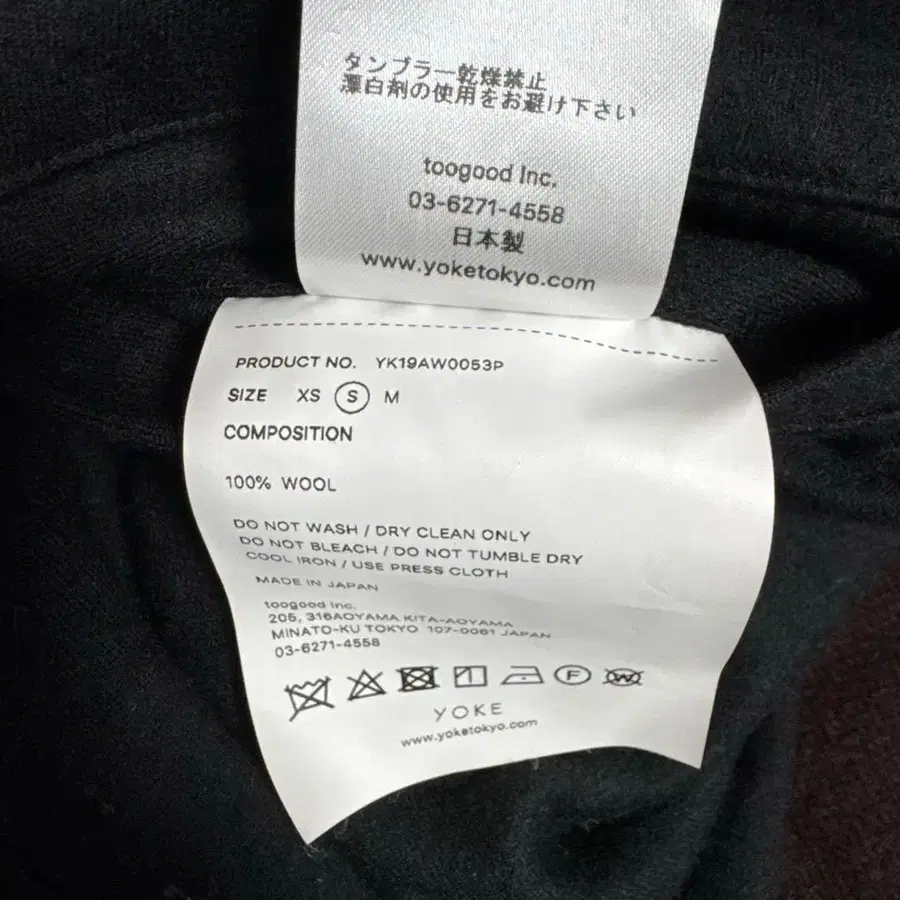 タンブラー乾燥禁止
漂白剤の使用をお避け下さい
toogood Inc.
03-6271-4558
日本製
www.yoketokyo.com
PRODUCT NO. YK19AW0053P
SIZE XS S M
COMPOSITION
100% WOOL
DO NOT WASH / DRY CLEAN ONLY
DO NOT BLEACH / DO NOT TUMBLE DRY
COOL IRON / USE PRESS CLOTH
MADE IN JAPAN
toogood Inc.
205, 316AOYAMA KITA-AOYAMA
MINATO-KU TOKYO 107-0061 JAPAN
03-6271-4558
F W
YOKE
www.yoketokyo.com